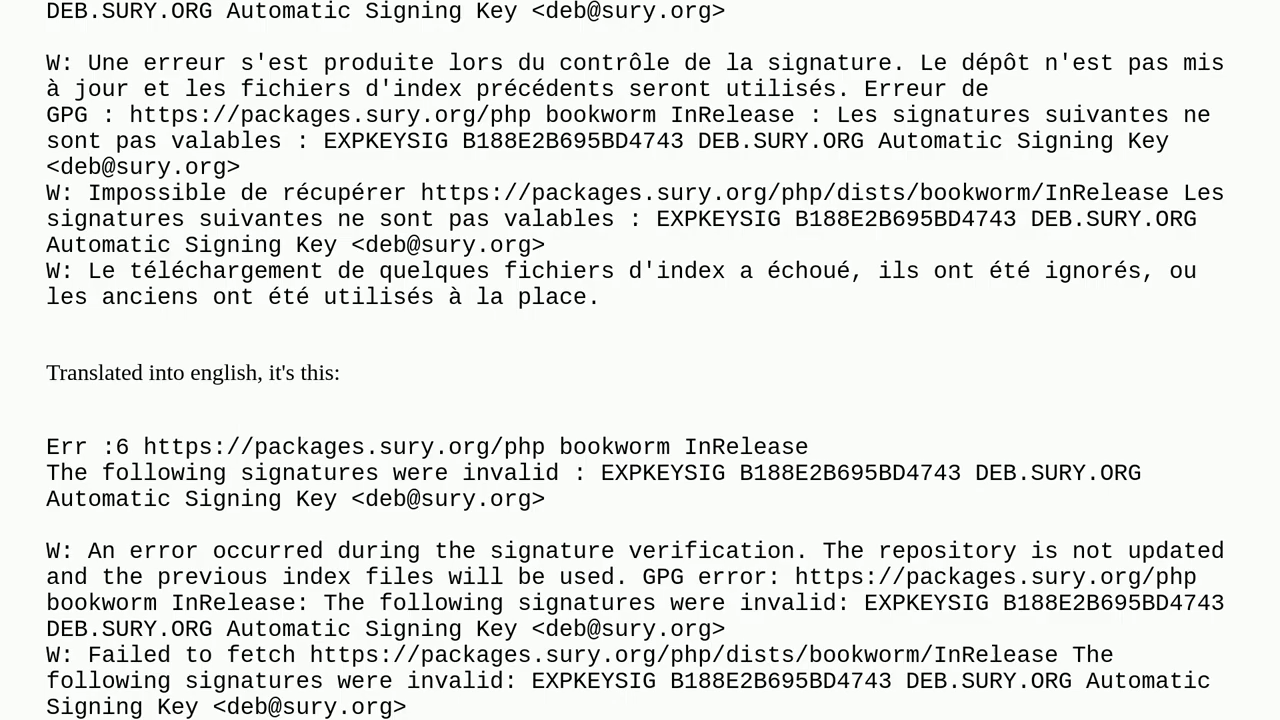 DEB.SURY.ORG Automatic Signing Key <deb@sury.org>
W: Une erreur s'est produite lors du contrôle de la signature. Le dépôt n'est pas mis
à jour et les fichiers d'index précédents seront utilisés. Erreur de
GPG : https://packages.sury.org/php bookworm InRelease : Les signatures suivantes ne
sont pas valables : EXPKEYSIG B188E2B695BD4743 DEB.SURY.ORG Automatic Signing Key
<deb@sury.org>
W: Impossible de récupérer https://packages.sury.org/php/dists/bookworm/InRelease Les
signatures suivantes ne sont pas valables : EXPKEYSIG B188E2B695BD4743 DEB.SURY.ORG
Automatic Signing Key <deb@sury.org>
W: Le téléchargement de quelques fichiers d'index a échoué, ils ont été ignorés, ou
les anciens ont été utilisés à la place.
Translated into english, it's this:
Err :6 https://packages.sury.org/php bookworm InRelease
The following signatures were invalid : EXPKEYSIG B188E2B695BD4743 DEB.SURY.ORG
Automatic Signing Key <deb@sury.org>
W: An error occurred during the signature verification. The repository is not updated
and the previous index files will be used. GPG error: https://packages.sury.org/php
bookworm InRelease: The following signatures were invalid: EXPKEYSIG B188E2B695BD4743
DEB.SURY.ORG Automatic Signing Key <deb@sury.org>
W: Failed to fetch https://packages.sury.org/php/dists/bookworm/InRelease The
following signatures were invalid: EXPKEYSIG B188E2B695BD4743 DEB.SURY.ORG Automatic
Signing Key <deb@sury.org>